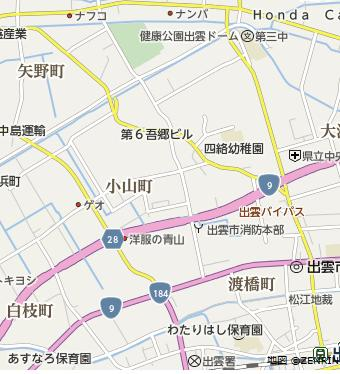 ナフコ
ナンバ
Honda Ca
健康公園出雲ドーム
第三中
産業
矢野町
中島運輸
第6吾郷ビル
四絡幼稚園
大
県立中央
浜町
小山町
9
ゲオ
出雲バイパス
28
洋服の青山
出雲市消防本部
トキヨシ
出雲市
184
渡橋町
松江地裁
白枝町
9
わたりはし保育園
あすなろ保育園
出雲署
地図 ©ZENRIN